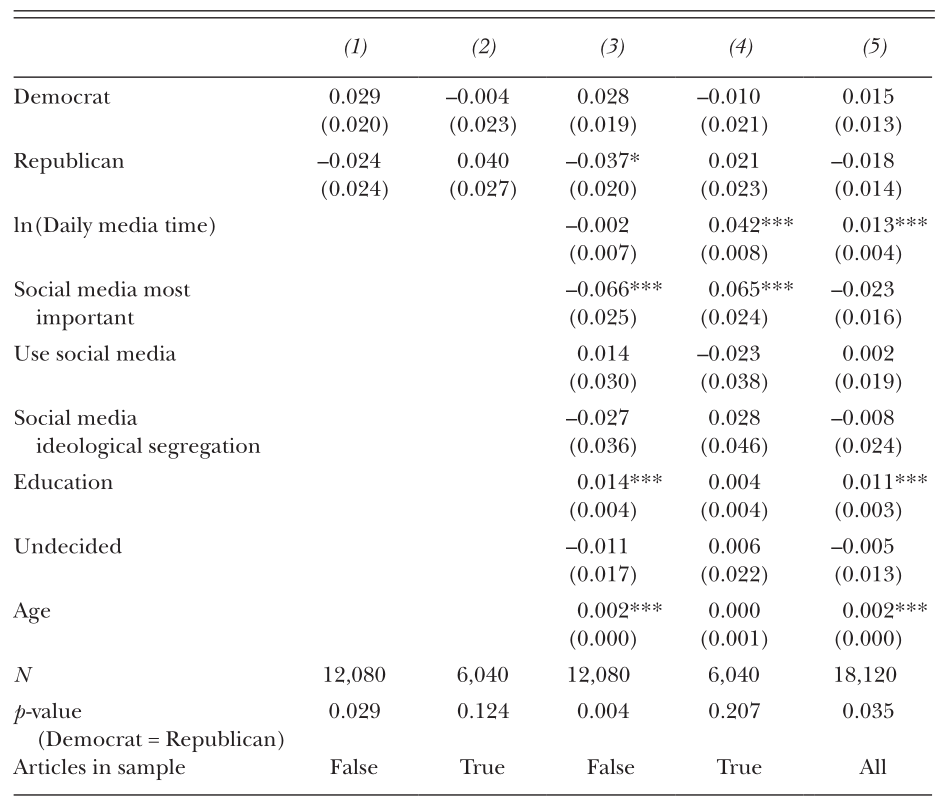 (1) (2) (3) (4) (5)
Democrat 0.029 –0.004 0.028 –0.010 0.015
(0.020) (0.023) (0.019) (0.021) (0.013)
Republican –0.024 0.040 –0.037* 0.021 –0.018
(0.024) (0.027) (0.020) (0.023) (0.014)
ln(Daily media time) –0.002 0.042*** 0.013***
(0.007) (0.008) (0.004)
Social media most –0.066*** 0.065*** –0.023
important (0.025) (0.024) (0.016)
Use social media 0.014 –0.023 0.002
(0.030) (0.038) (0.019)
Social media –0.027 0.028 –0.008
ideological segregation (0.036) (0.046) (0.024)
Education 0.014*** 0.004 0.011***
(0.004) (0.004) (0.003)
Undecided –0.011 0.006 –0.005
(0.017) (0.022) (0.013)
Age 0.002*** 0.000 0.002***
(0.000) (0.001) (0.000)
N 12,080 6,040 12,080 6,040 18,120
p-value 0.029 0.124 0.004 0.207 0.035
(Democrat = Republican)
Articles in sample False True False True All